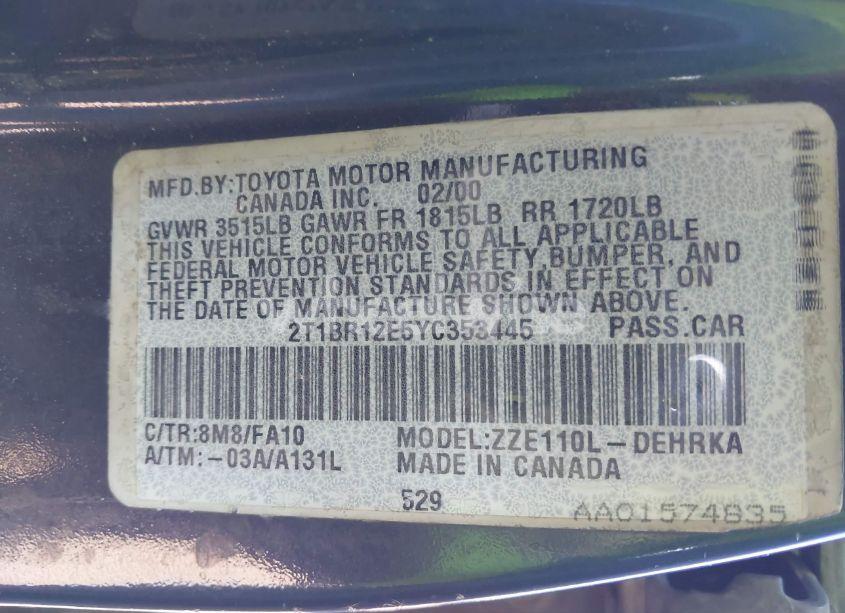 MFD.BY:TOYOTA MOTOR MANUFACTURING
CANADA INC. 02/00
GVWR 3515LB GAWR FR 1815LB RR 1720LB
THIS VEHICLE CONFORMS TO ALL APPLICABLE
FEDERAL MOTOR VEHICLE SAFETY, BUMPER, AND
THEFT PREVENTION STANDARDS IN EFFECT ON
THE DATE OF MANUFACTURE SHOWN ABOVE.
2T1BR12E5YC353445 PASS.CAR
C/TR:8M8/FA10 MODEL:ZZE110L-DEHRKA
A/TM:-03A/A131L MADE IN CANADA
529
AA01574835